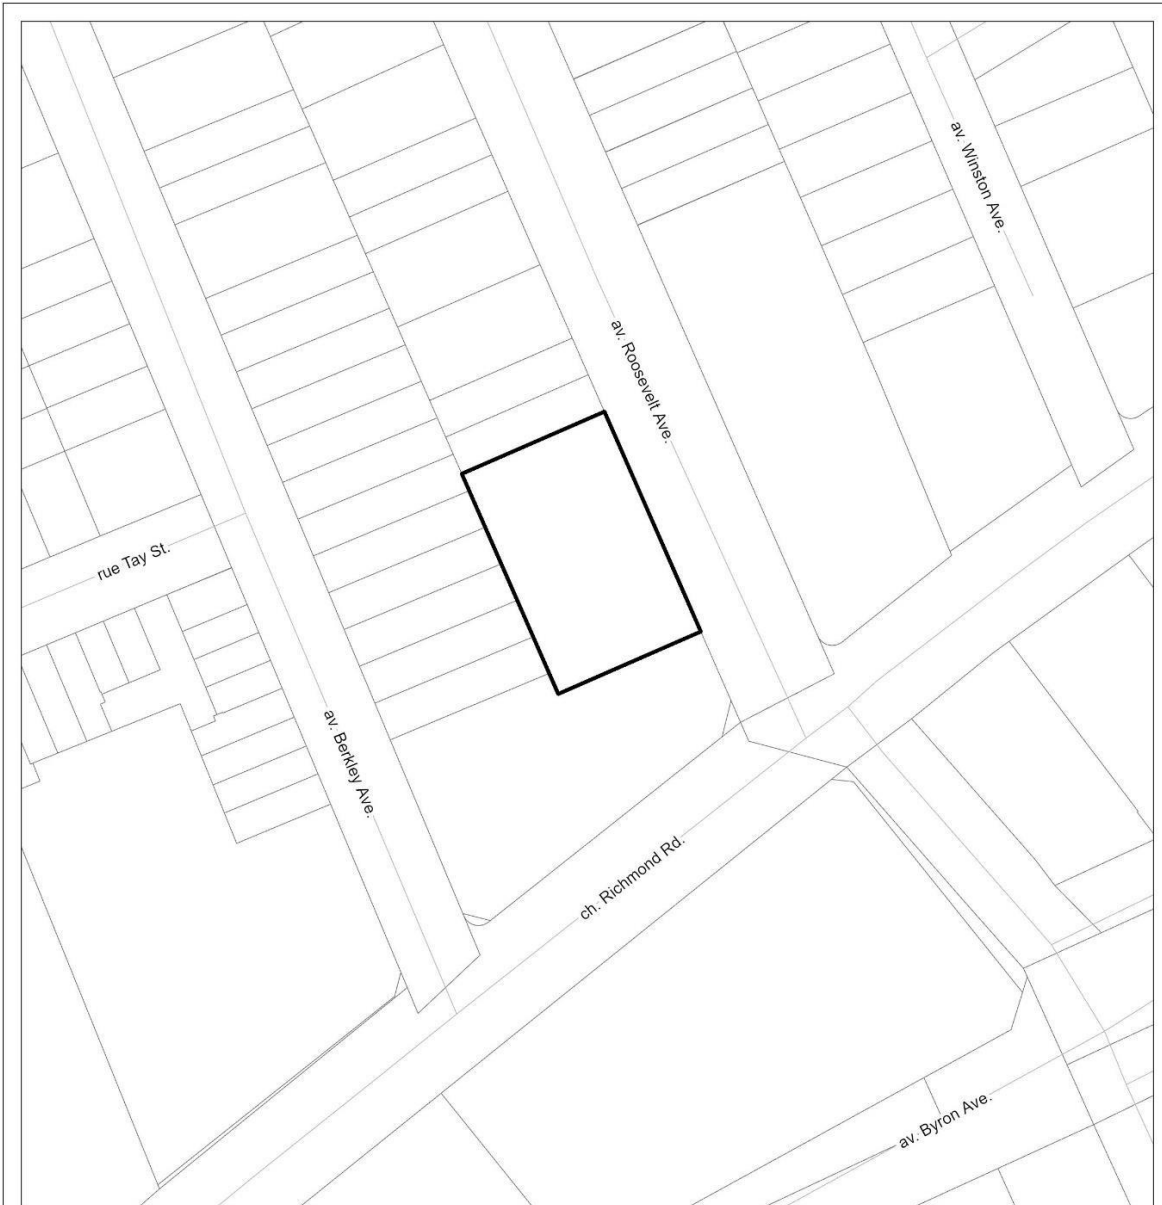 av. Winston Ave.
av. Roosevelt Ave.
rue Tay St.
av. Berkley Ave.
ch. Richmond Rd.
av. Byron Ave.